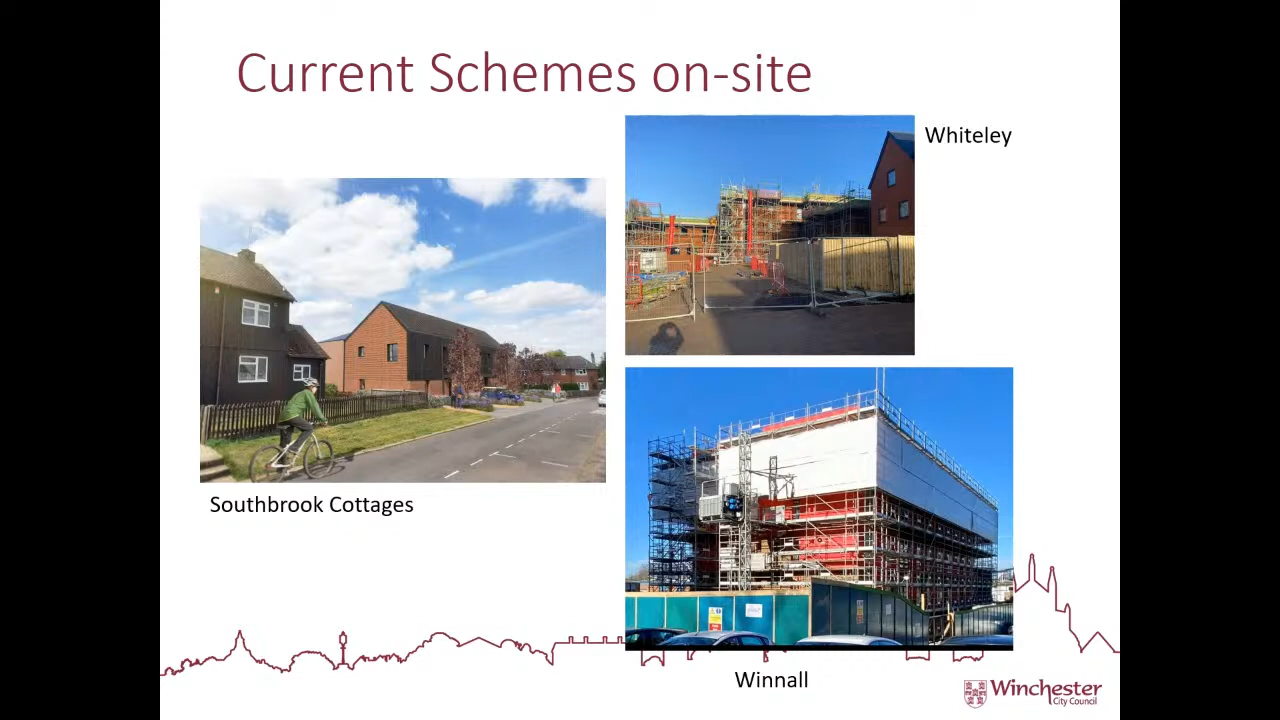 Current Schemes on-site
Whiteley
Southbrook Cottages
Winnall
Winchester
City Council